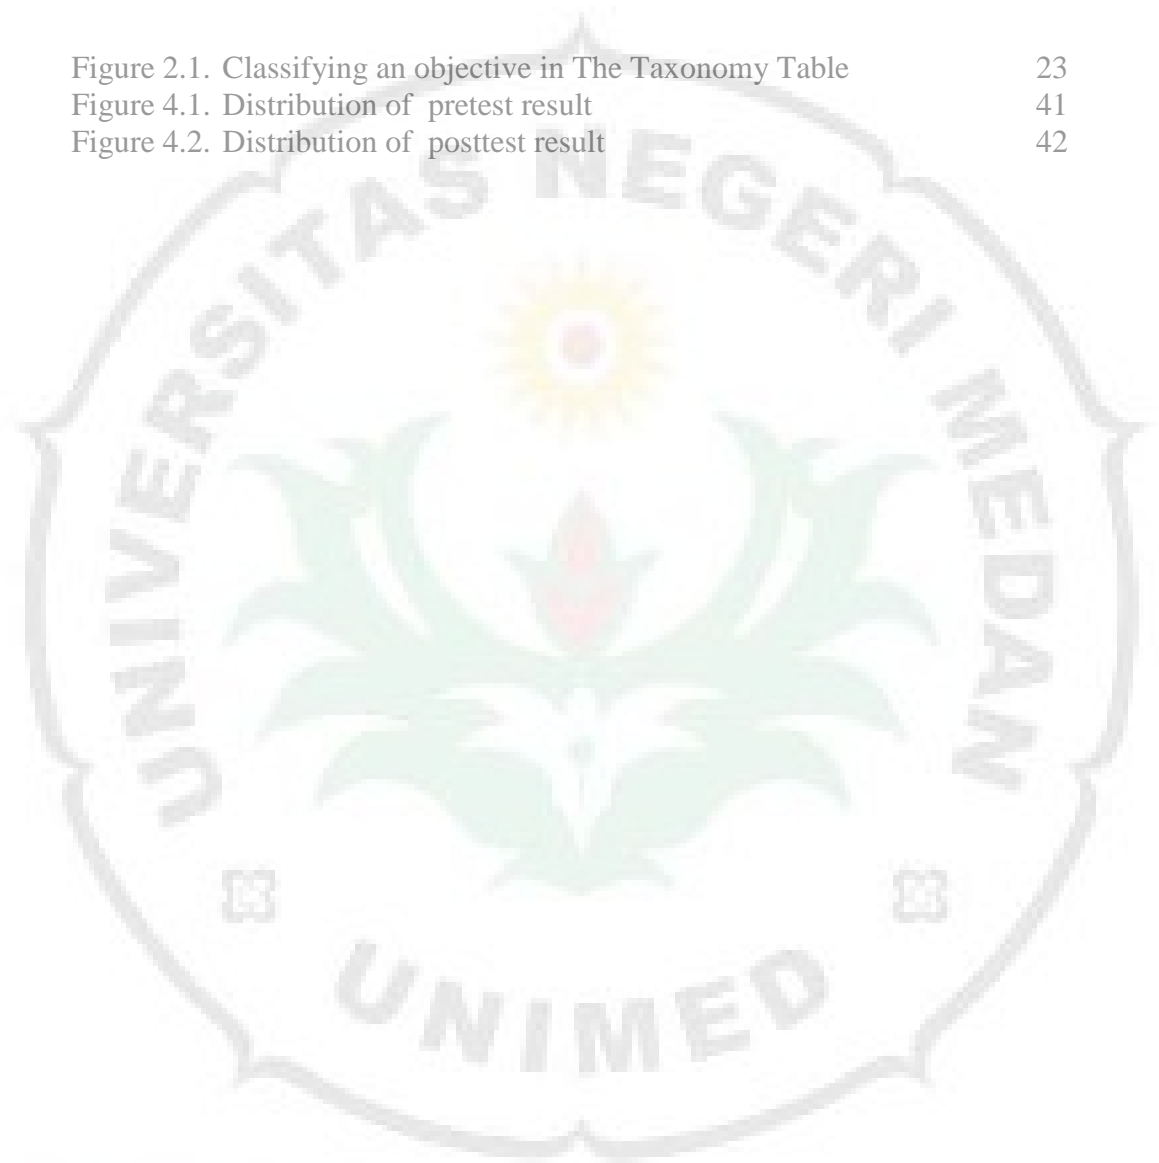 Figure 2.1. Classifying an objective in The Taxonomy Table 23
Figure 4.1. Distribution of pretest result 41
Figure 4.2. Distribution of posttest result 42
UNIVERSITAS NEGERI MEDAN
UNIMED